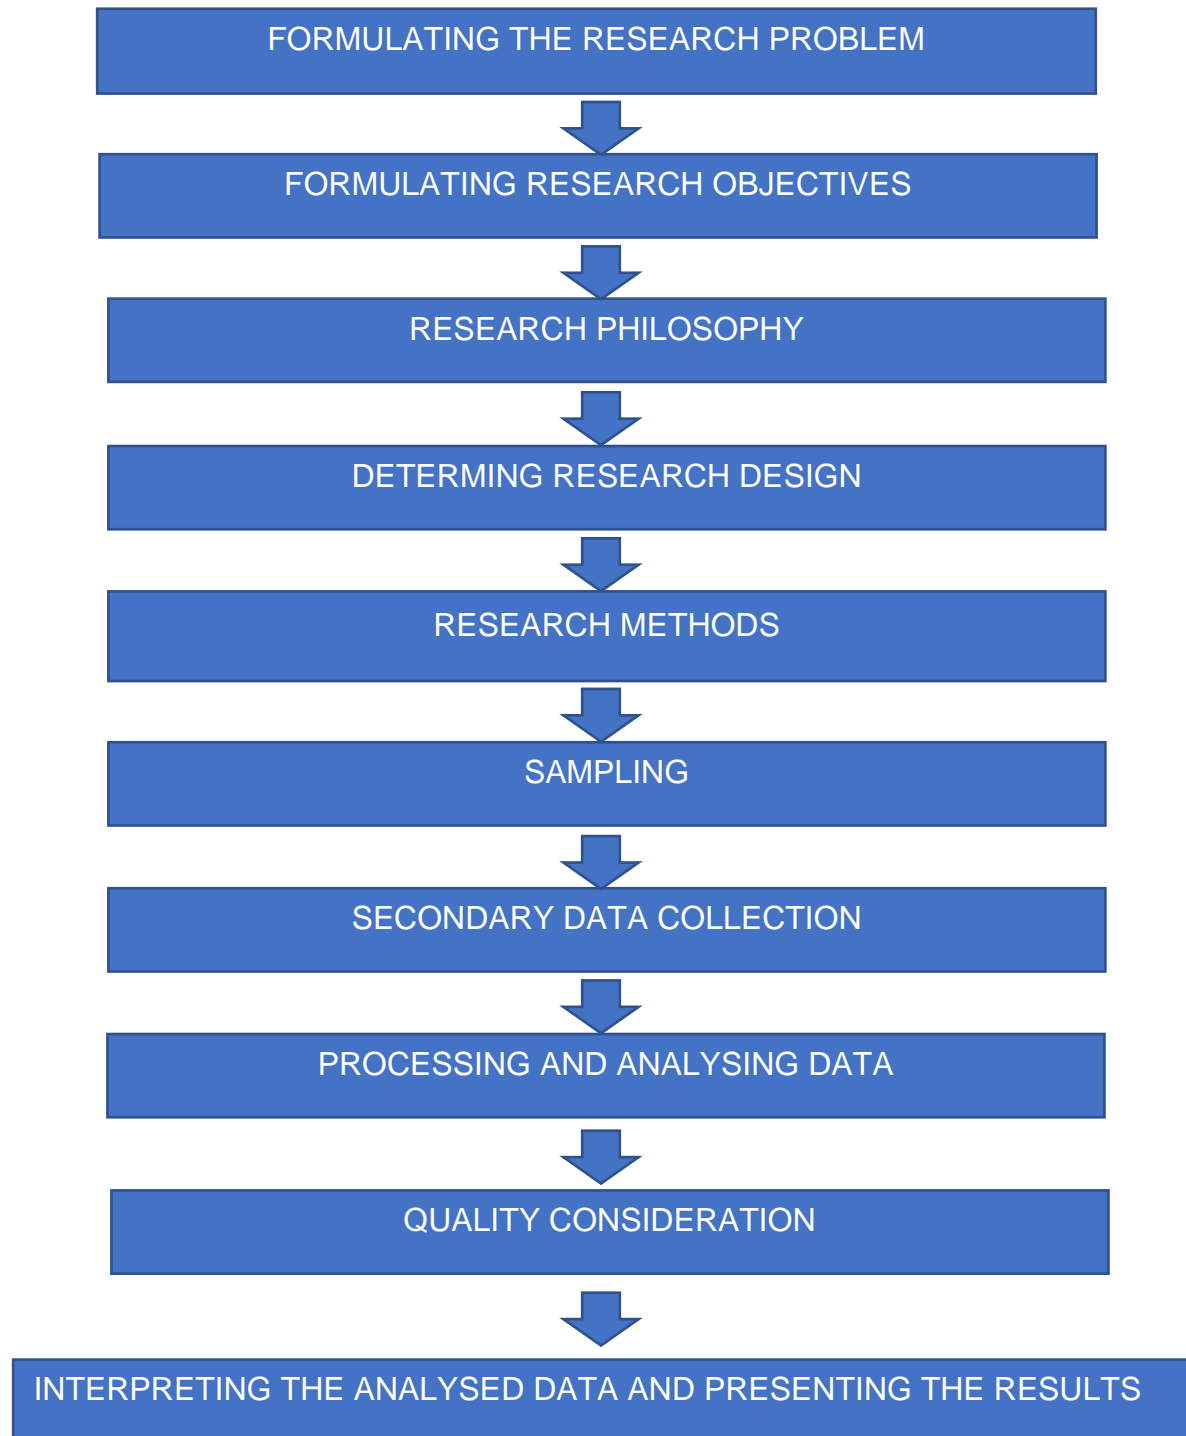 FORMULATING THE RESEARCH PROBLEM
FORMULATING RESEARCH OBJECTIVES
RESEARCH PHILOSOPHY
DETERMING RESEARCH DESIGN
RESEARCH METHODS
SAMPLING
SECONDARY DATA COLLECTION
PROCESSING AND ANALYSING DATA
QUALITY CONSIDERATION
INTERPRETING THE ANALYSED DATA AND PRESENTING THE RESULTS